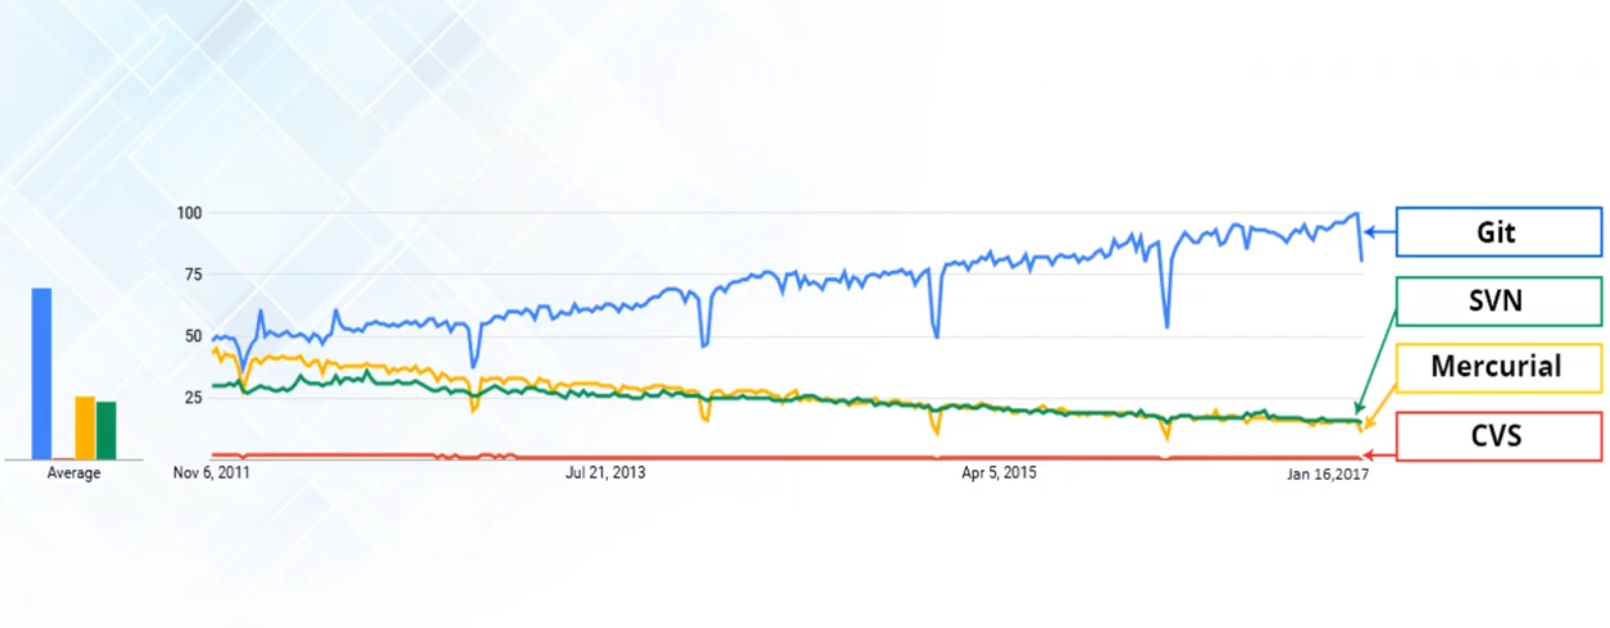 100
75
50
25
Average
Nov 6, 2011
Jul 21, 2013
Apr 5, 2015
Jan 16,2017
Git
SVN
Mercurial
CVS